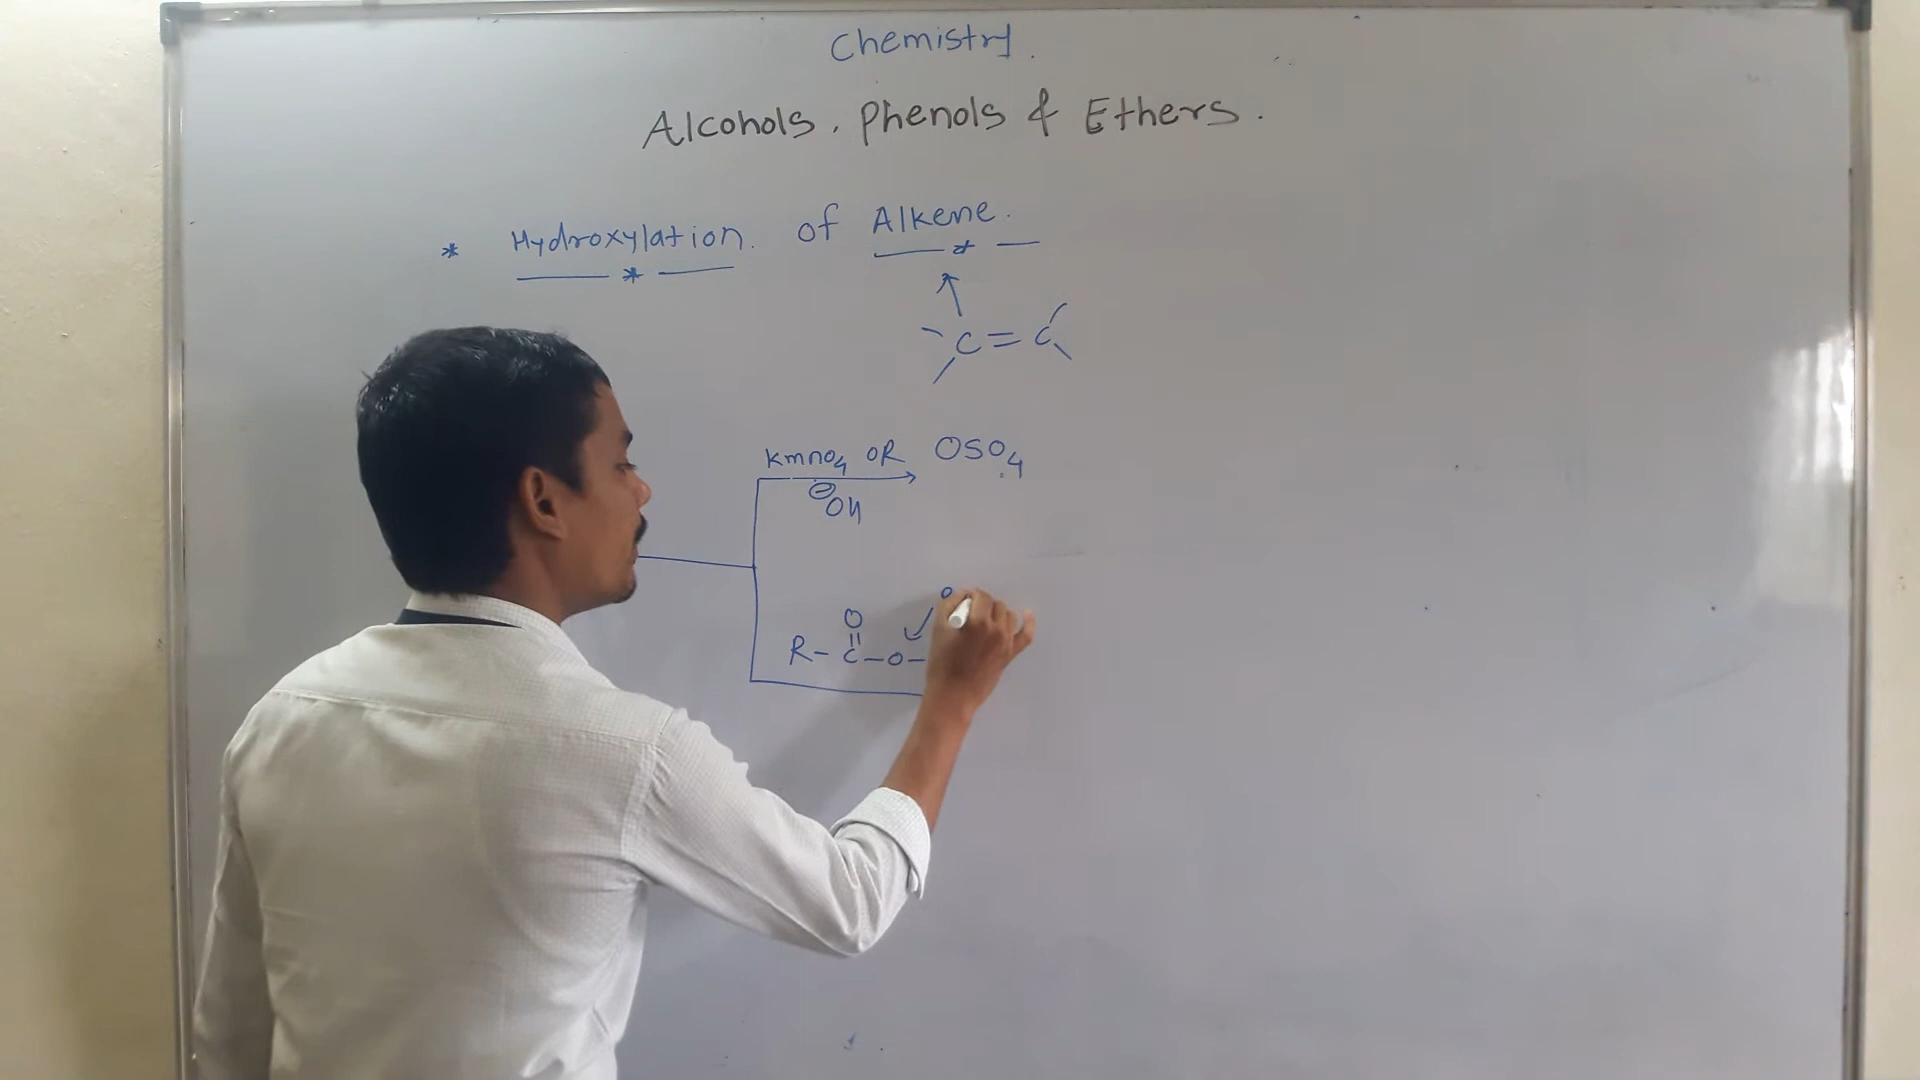 Chemistry.
Alcohols, Phenols & Ethers.
* Hydroxylation. of Alkene.
C=C
KmnO4 OR OSO4
⊖OH
O
R-C-O-